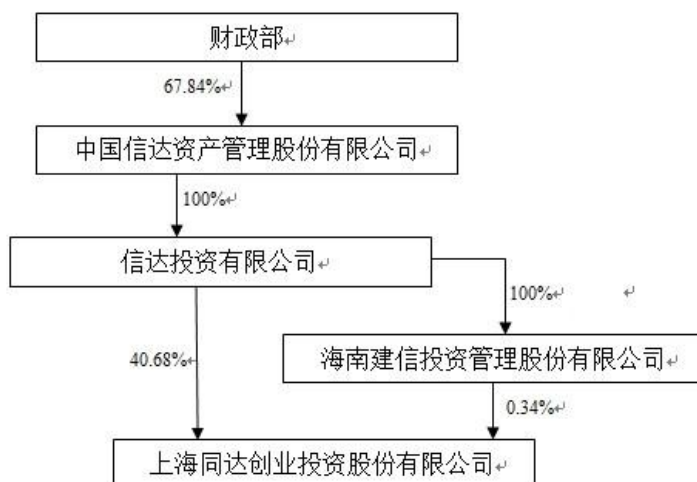 财政部
67.84%
中国信达资产管理股份有限公司
100%
信达投资有限公司
100%
40.68%
海南建信投资管理股份有限公司
0.34%
上海同达创业投资股份有限公司